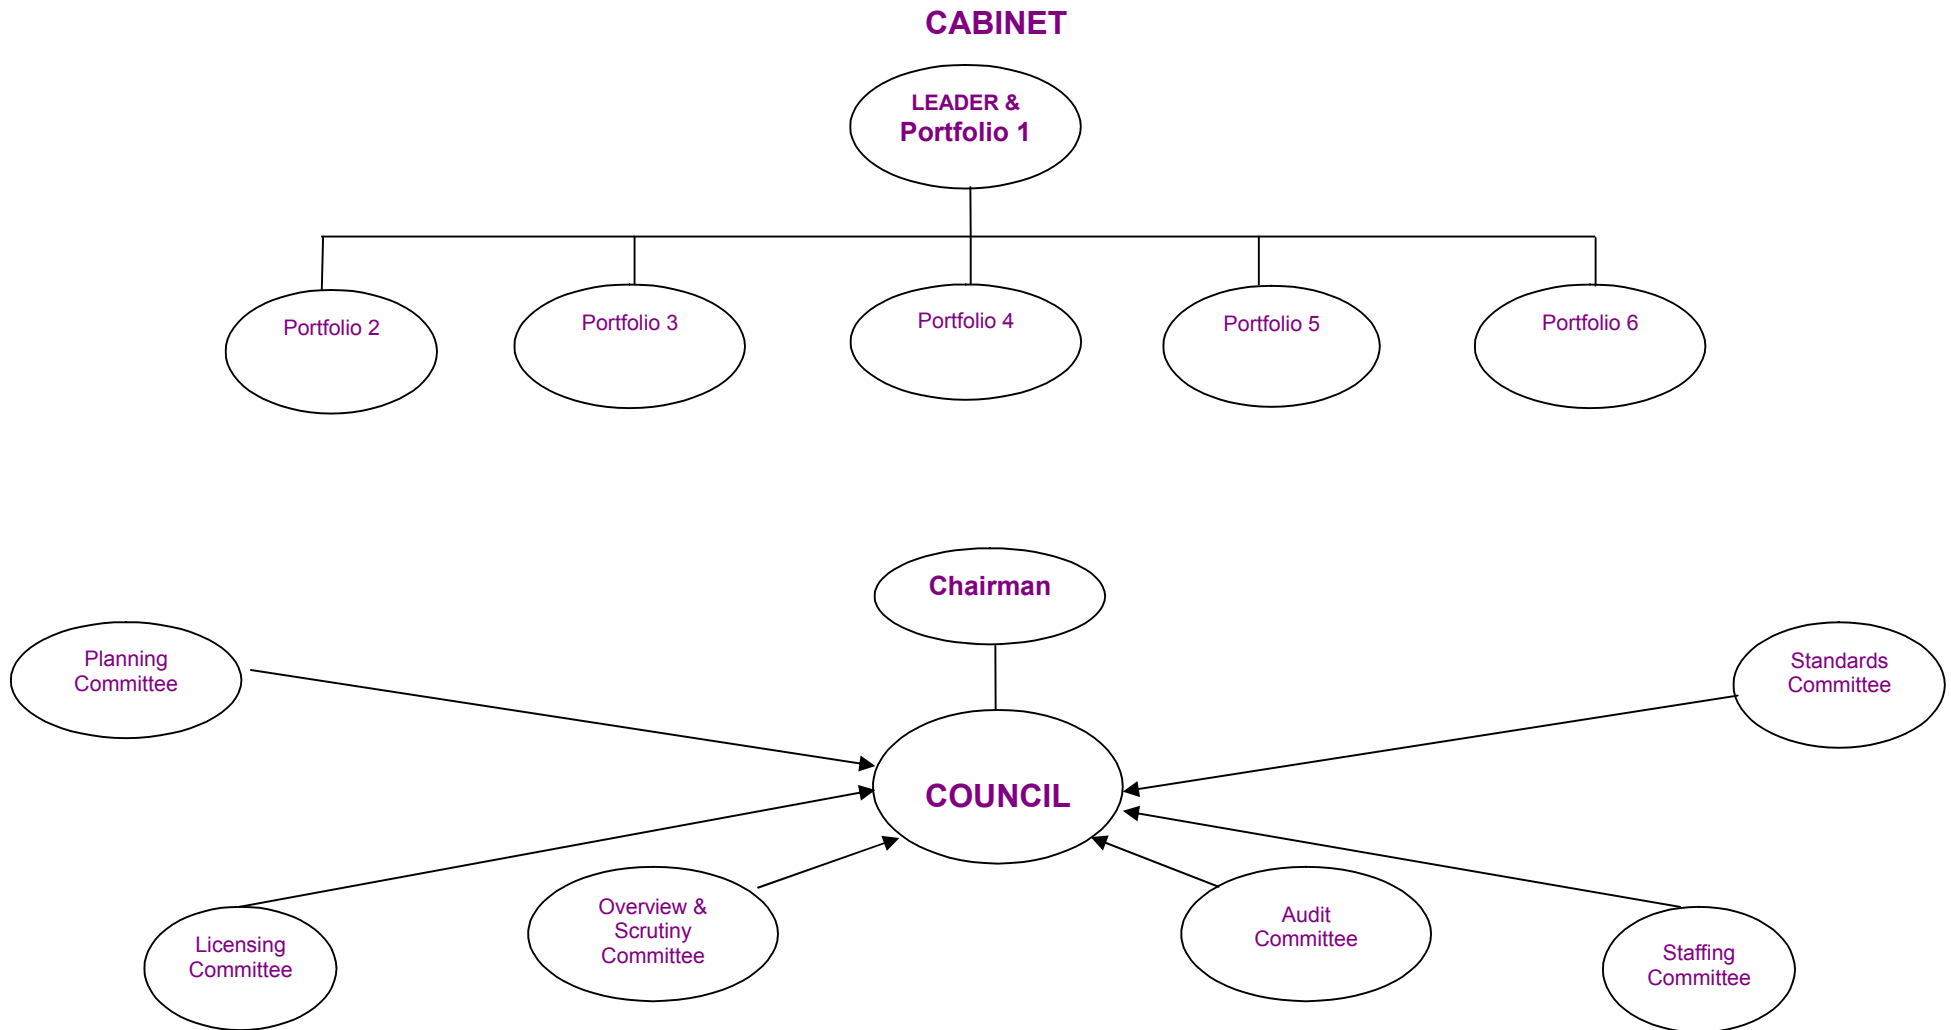 CABINET
LEADER &
Portfolio 1
Portfolio 2
Portfolio 3
Portfolio 4
Portfolio 5
Portfolio 6
Chairman
Planning
Committee
Standards
Committee
COUNCIL
Licensing
Committee
Overview &
Scrutiny
Committee
Audit
Committee
Staffing
Committee